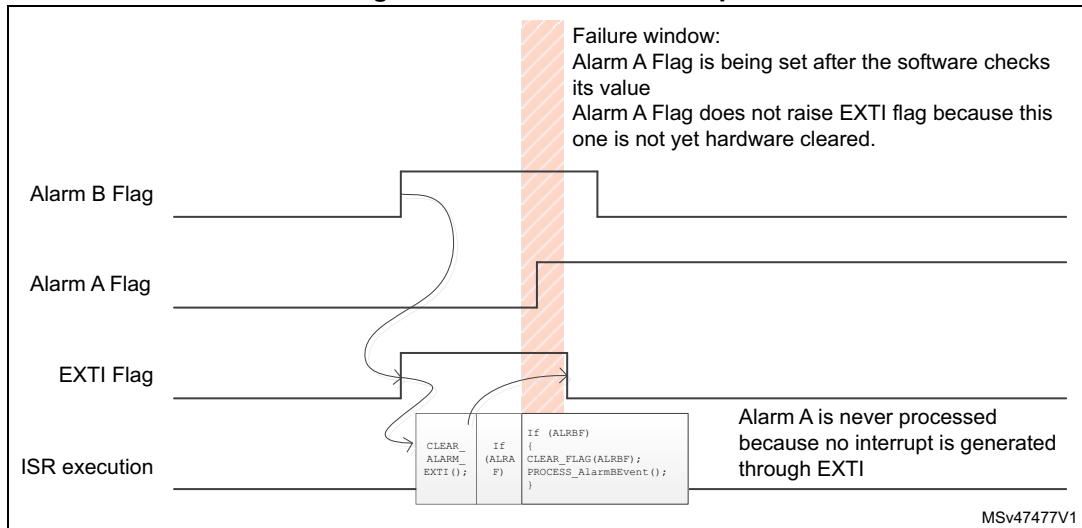 Failure window:
Alarm A Flag is being set after the software checks
its value
Alarm A Flag does not raise EXTI flag because this
one is not yet hardware cleared.
Alarm B Flag
Alarm A Flag
EXTI Flag
ISR execution
CLEAR_
ALARM_
EXTI();
If
(ALRA
F)
If (ALRBF)
{
CLEAR_FLAG(ALRBF);
PROCESS_AlarmBEvent();
}
Alarm A is never processed
because no interrupt is generated
through EXTI
MSv47477V1